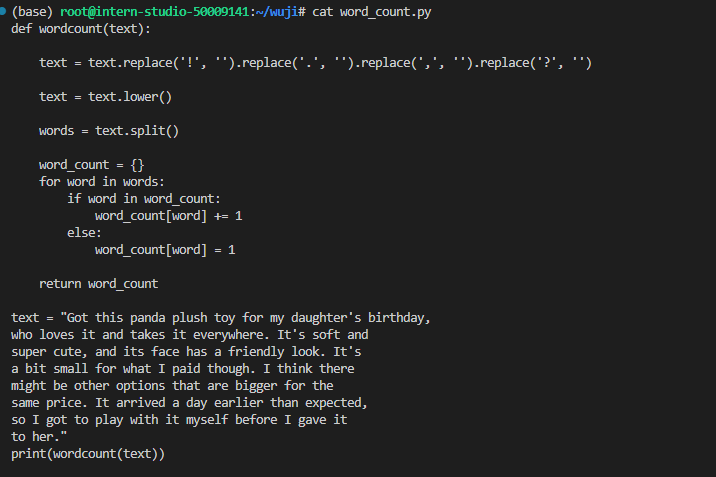 (base) root@intern-studio-50009141:~/wuji# cat word_count.py
def wordcount(text):
    text = text.replace('!', '').replace('.', '').replace(',', '').replace('?', '')
    text = text.lower()
    words = text.split()
    word_count = {}
    for word in words:
        if word in word_count:
            word_count[word] += 1
        else:
            word_count[word] = 1
    return word_count
text = "Got this panda plush toy for my daughter's birthday,
who loves it and takes it everywhere. It's soft and
super cute, and its face has a friendly look. It's
a bit small for what I paid though. I think there
might be other options that are bigger for the
same price. It arrived a day earlier than expected,
so I got to play with it myself before I gave it
to her."
print(wordcount(text))